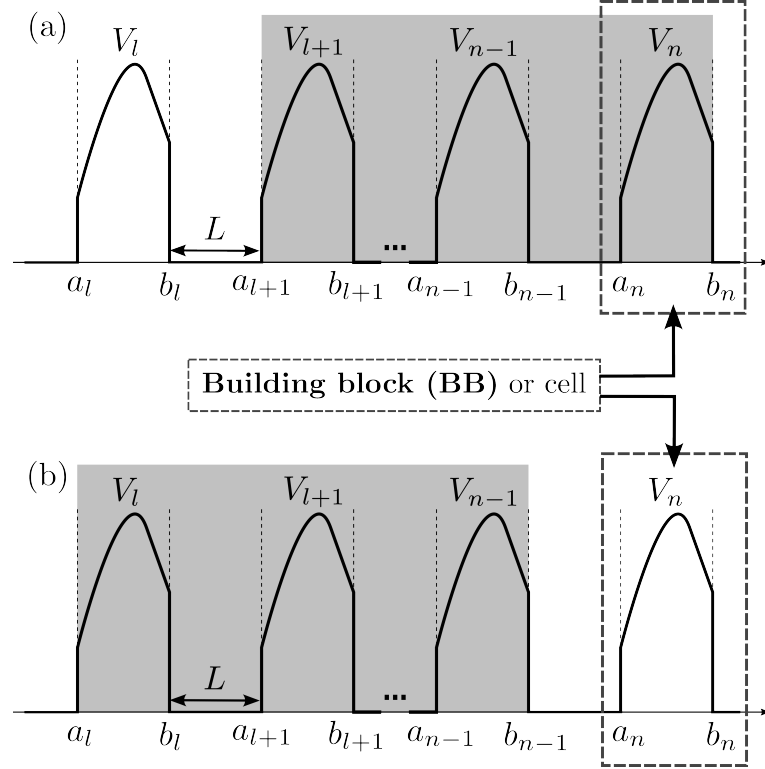 (a)
V_l V_{l+1} V_{n-1} V_n
L
...
a_l b_l a_{l+1} b_{l+1} a_{n-1} b_{n-1} a_n b_n
Building block (BB) or cell
(b)
V_l V_{l+1} V_{n-1} V_n
L
...
a_l b_l a_{l+1} b_{l+1} a_{n-1} b_{n-1} a_n b_n